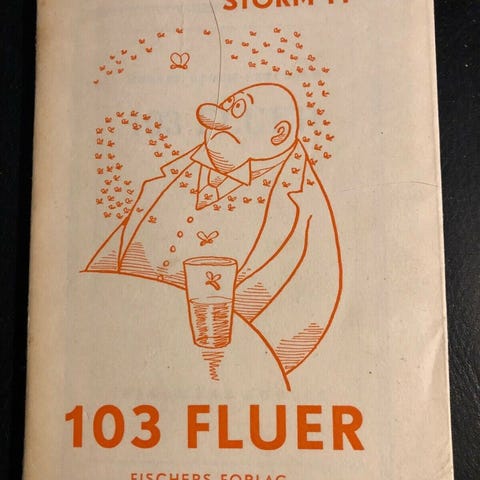 STORM P.
103 FLUER
FISCHERS FORLAG